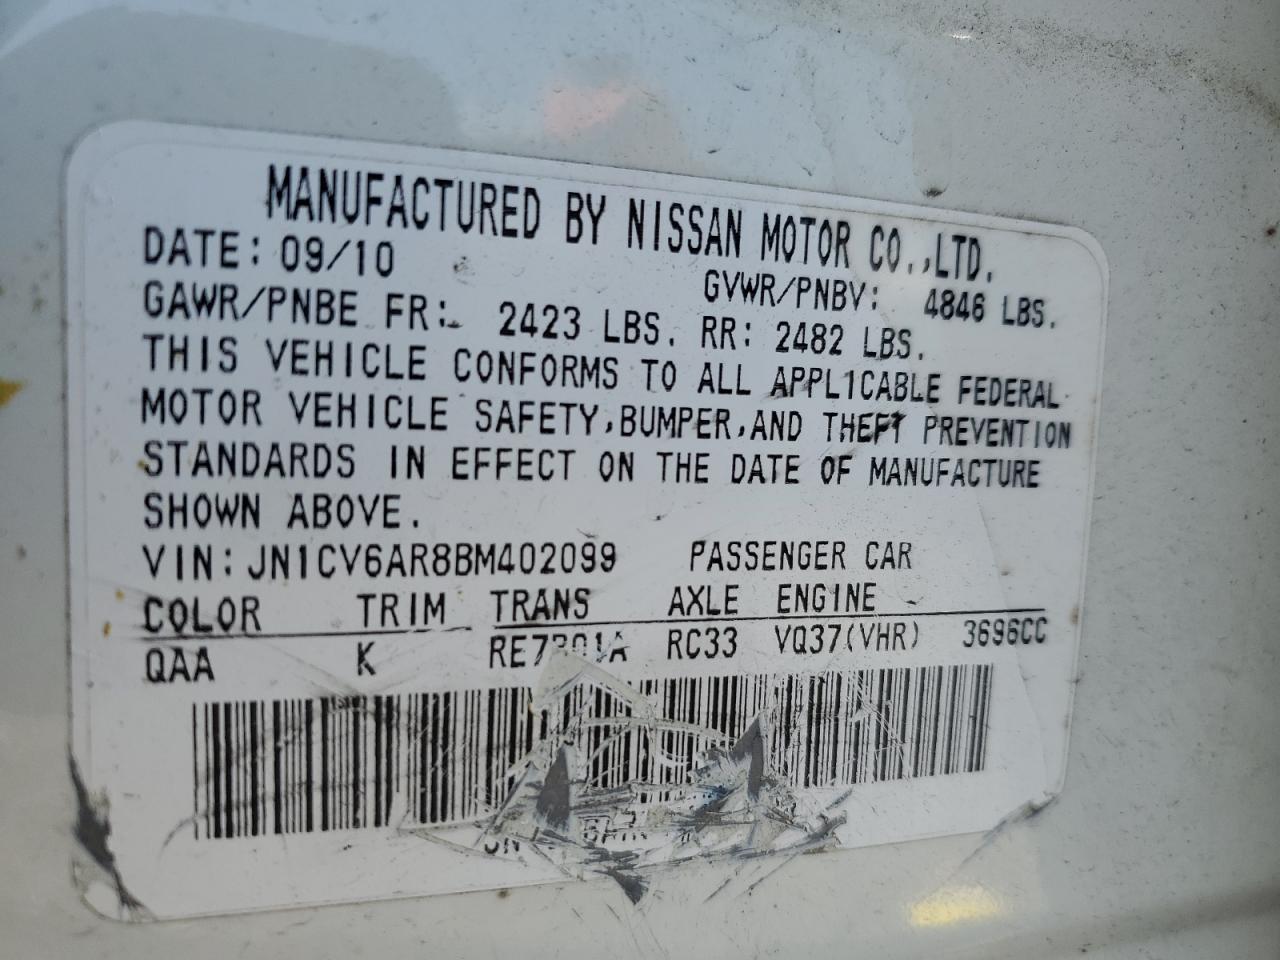 MANUFACTURED BY NISSAN MOTOR CO.,LTD.
DATE: 09/10 GVWR/PNBV: 4846 LBS.
GAWR/PNBE FR: 2423 LBS. RR: 2482 LBS.
THIS VEHICLE CONFORMS TO ALL APPL1CABLE FEDERAL
MOTOR VEHICLE SAFETY,BUMPER,AND THEFT PREVENTION
STANDARDS IN EFFECT ON THE DATE OF MANUFACTURE
SHOWN ABOVE.
VIN:JN1CV6AR8BM402099 PASSENGER CAR
COLOR TRIM TRANS AXLE ENGINE
QAA K RE7R01A RC33 VQ37(VHR) 3696CC